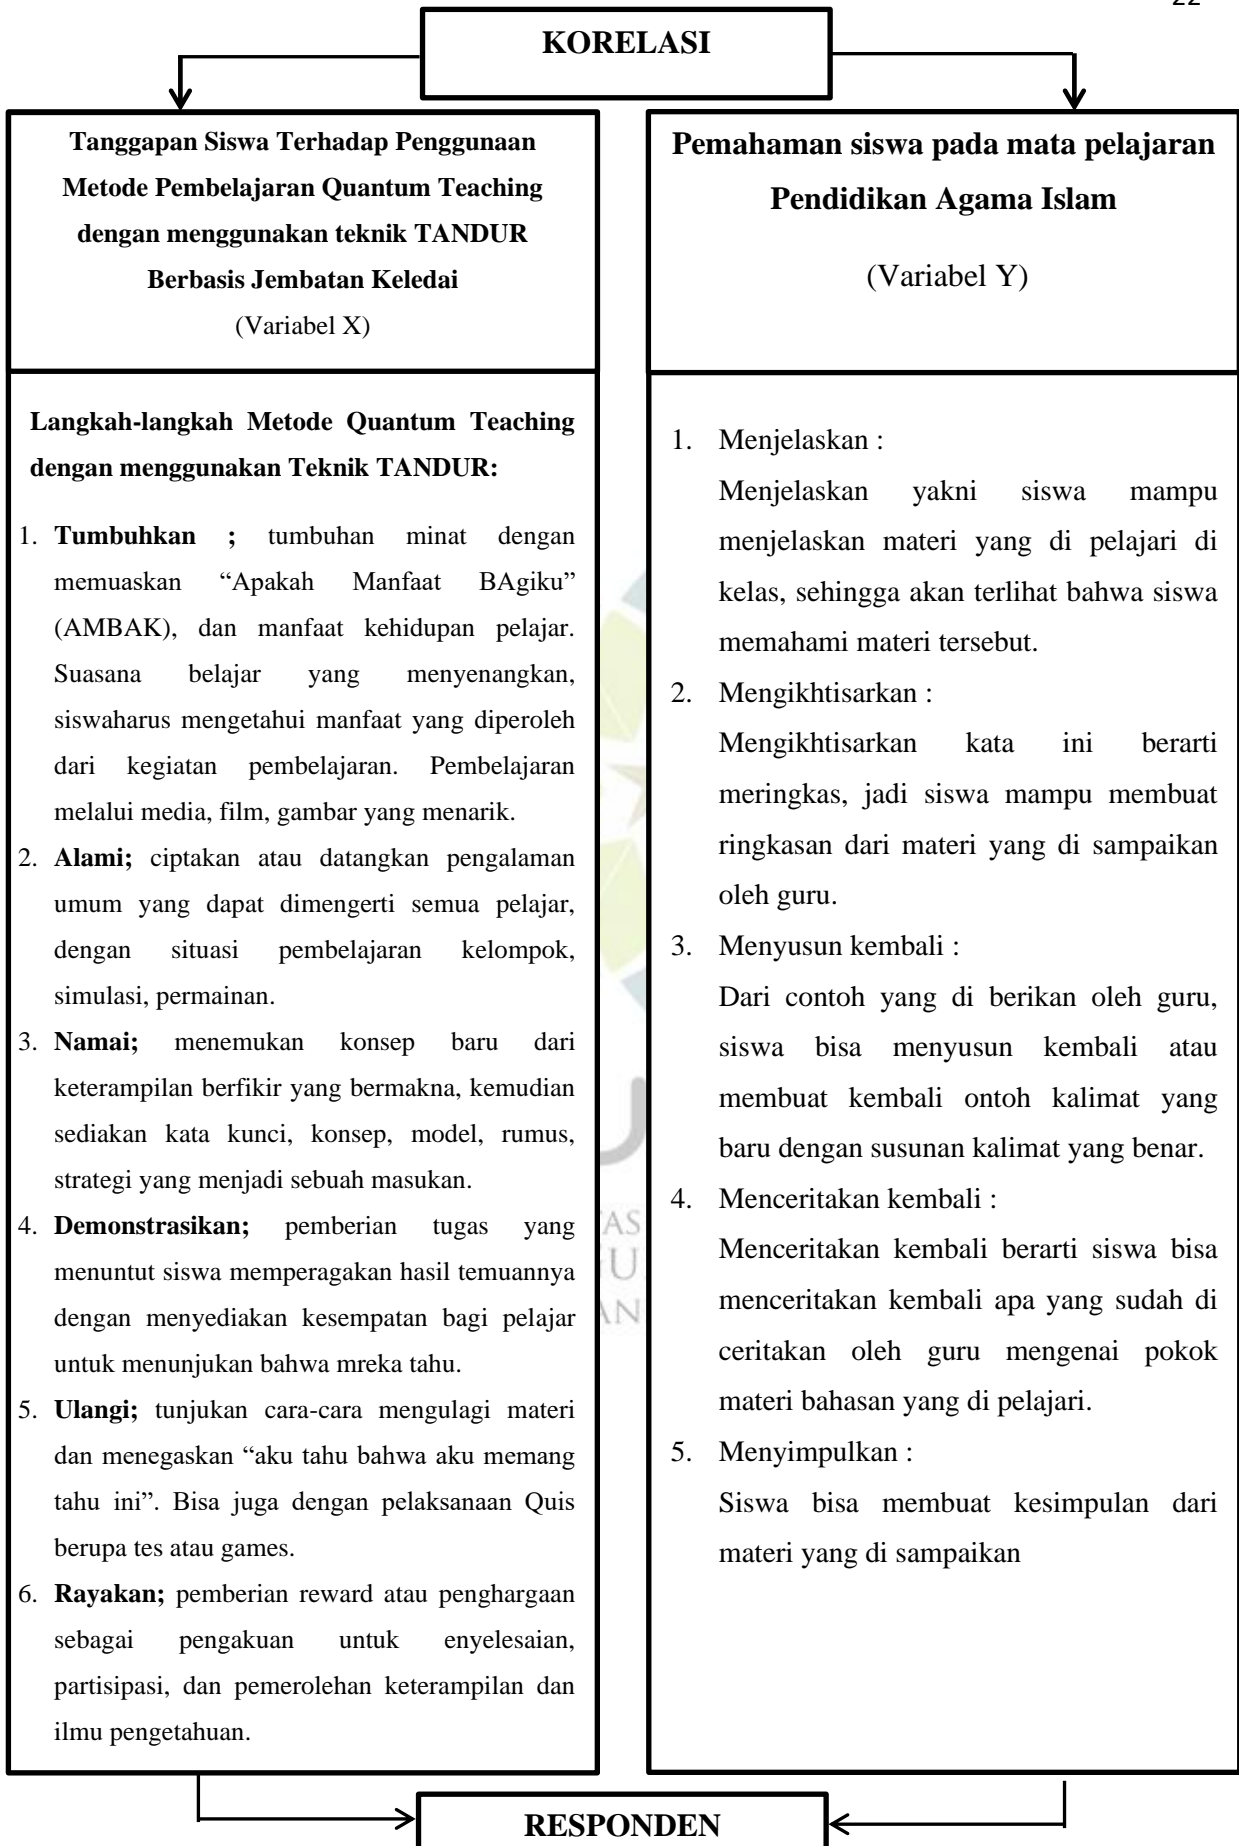 22
KORELASI
Tanggapan Siswa Terhadap Penggunaan
Metode Pembelajaran Quantum Teaching
dengan menggunakan teknik TANDUR
Berbasis Jembatan Keledai
(Variabel X)
Langkah-langkah Metode Quantum Teaching
dengan menggunakan Teknik TANDUR:
1. Tumbuhkan ; tumbuhan minat dengan
memuaskan “Apakah Manfaat BAgiku”
(AMBAK), dan manfaat kehidupan pelajar.
Suasana belajar yang menyenangkan,
siswaharus mengetahui manfaat yang diperoleh
dari kegiatan pembelajaran. Pembelajaran
melalui media, film, gambar yang menarik.
2. Alami; ciptakan atau datangkan pengalaman
umum yang dapat dimengerti semua pelajar,
dengan situasi pembelajaran kelompok,
simulasi, permainan.
3. Namai; menemukan konsep baru dari
keterampilan berfikir yang bermakna, kemudian
sediakan kata kunci, konsep, model, rumus,
strategi yang menjadi sebuah masukan.
4. Demonstrasikan; pemberian tugas yang
menuntut siswa memperagakan hasil temuannya
dengan menyediakan kesempatan bagi pelajar
untuk menunjukan bahwa mreka tahu.
5. Ulangi; tunjukan cara-cara mengulagi materi
dan menegaskan “aku tahu bahwa aku memang
tahu ini”. Bisa juga dengan pelaksanaan Quis
berupa tes atau games.
6. Rayakan; pemberian reward atau penghargaan
sebagai pengakuan untuk enyelesaian,
partisipasi, dan pemerolehan keterampilan dan
ilmu pengetahuan.
Pemahaman siswa pada mata pelajaran
Pendidikan Agama Islam
(Variabel Y)
1. Menjelaskan :
Menjelaskan yakni siswa mampu
menjelaskan materi yang di pelajari di
kelas, sehingga akan terlihat bahwa siswa
memahami materi tersebut.
2. Mengikhtisarkan :
Mengikhtisarkan kata ini berarti
meringkas, jadi siswa mampu membuat
ringkasan dari materi yang di sampaikan
oleh guru.
3. Menyusun kembali :
Dari contoh yang di berikan oleh guru,
siswa bisa menyusun kembali atau
membuat kembali ontoh kalimat yang
baru dengan susunan kalimat yang benar.
4. Menceritakan kembali :
Menceritakan kembali berarti siswa bisa
menceritakan kembali apa yang sudah di
ceritakan oleh guru mengenai pokok
materi bahasan yang di pelajari.
5. Menyimpulkan :
Siswa bisa membuat kesimpulan dari
materi yang di sampaikan
RESPONDEN